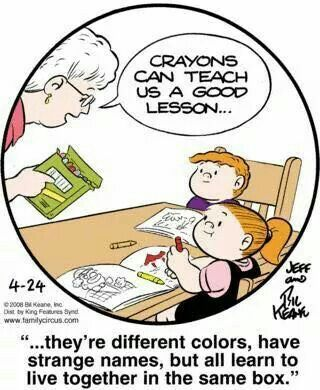 CRAYONS
CAN TEACH
US A GOOD
LESSON...
4-24
© 2008 Bil Keane, Inc.
Dist. by King Features Synd.
www.familycircus.com
JEFF
and
BIL
KEANE
"...they're different colors, have
strange names, but all learn to
live together in the same box."